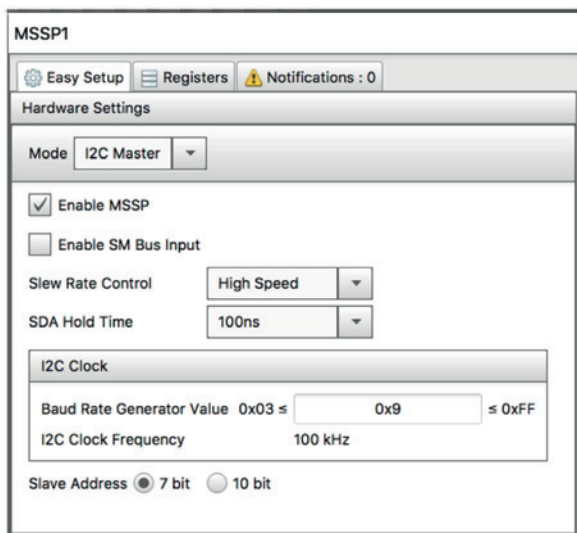 MSSP1
Easy Setup Registers Notifications : 0
Hardware Settings
Mode I2C Master
Enable MSSP
Enable SM Bus Input
Slew Rate Control High Speed
SDA Hold Time 100ns
I2C Clock
Baud Rate Generator Value 0x03 ≤ 0x9 ≤ 0xFF
I2C Clock Frequency 100 kHz
Slave Address 7 bit 10 bit